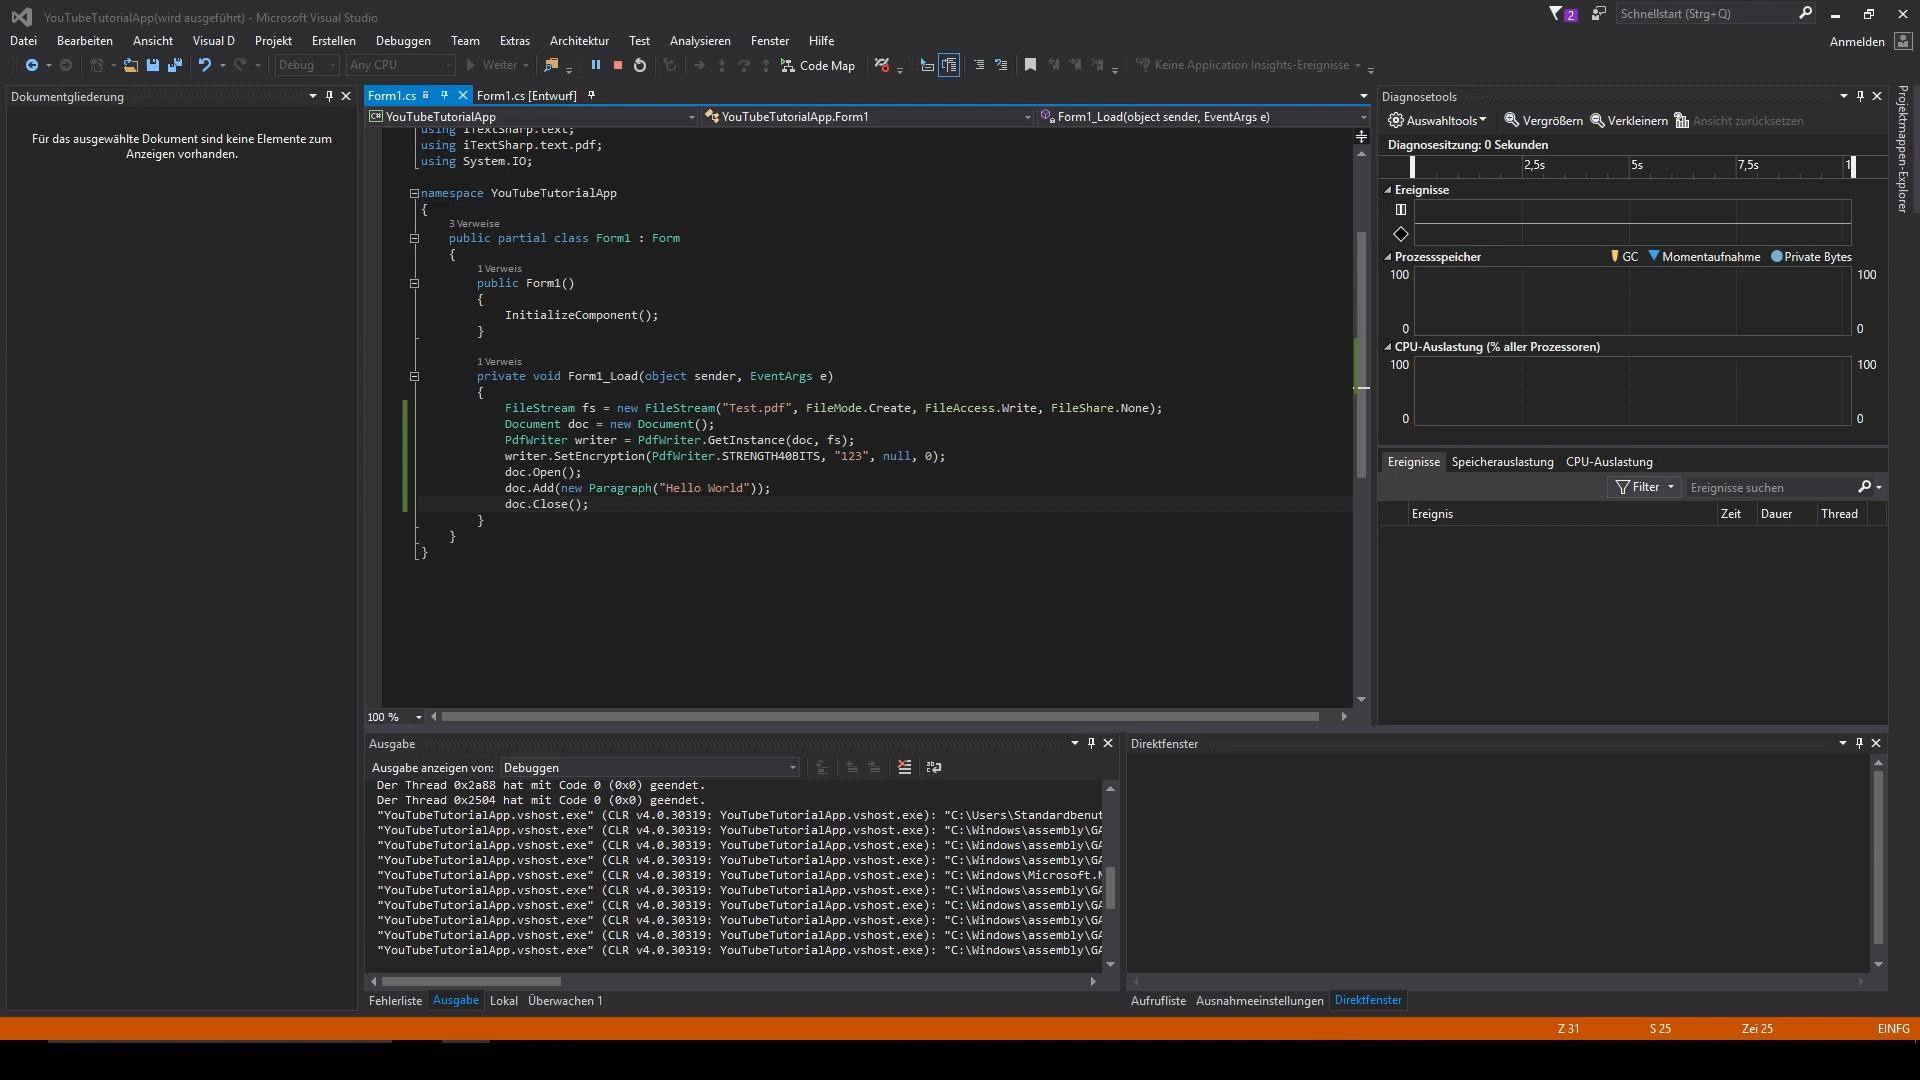 YouTubeTutorialApp(wird ausgeführt) - Microsoft Visual Studio
2
Schnellstart (Strg+Q)
Datei Bearbeiten Ansicht Visual D Projekt Erstellen Debuggen Team Extras Architektur Test Analysieren Fenster Hilfe
Anmelden
Debug Any CPU Weiter Code Map Keine Application Insights-Ereignisse
Dokumentgliederung
Für das ausgewählte Dokument sind keine Elemente zum
Anzeigen vorhanden.
Form1.cs Form1.cs [Entwurf]
YouTubeTutorialApp YouTubeTutorialApp.Form1 Form1_Load(object sender, EventArgs e)
using iTextSharp.text;
using iTextSharp.text.pdf;
using System.IO;
namespace YouTubeTutorialApp
{
3 Verweise
public partial class Form1 : Form
{
1 Verweis
public Form1()
{
InitializeComponent();
}
1 Verweis
private void Form1_Load(object sender, EventArgs e)
{
FileStream fs = new FileStream("Test.pdf", FileMode.Create, FileAccess.Write, FileShare.None);
Document doc = new Document();
PdfWriter writer = PdfWriter.GetInstance(doc, fs);
writer.SetEncryption(PdfWriter.STRENGTH40BITS, "123", null, 0);
doc.Open();
doc.Add(new Paragraph("Hello World"));
doc.Close();
}
}
}
100 %
Diagnosetools
Auswahltools Vergrößern Verkleinern Ansicht zurücksetzen
Diagnosesitzung: 0 Sekunden
2,5s 5s 7,5s 1
Ereignisse
Prozessspeicher GC Momentaufnahme Private Bytes
100 100
0 0
CPU-Auslastung (% aller Prozessoren)
100 100
0 0
Ereignisse Speicherauslastung CPU-Auslastung
Filter Ereignisse suchen
Ereignis Zeit Dauer Thread
Projektmappen-Explorer
Ausgabe
Ausgabe anzeigen von: Debuggen
Der Thread 0x2a88 hat mit Code 0 (0x0) geendet.
Der Thread 0x2504 hat mit Code 0 (0x0) geendet.
"YouTubeTutorialApp.vshost.exe" (CLR v4.0.30319: YouTubeTutorialApp.vshost.exe): "C:\Users\Standardbenut
"YouTubeTutorialApp.vshost.exe" (CLR v4.0.30319: YouTubeTutorialApp.vshost.exe): "C:\Windows\assembly\GA
"YouTubeTutorialApp.vshost.exe" (CLR v4.0.30319: YouTubeTutorialApp.vshost.exe): "C:\Windows\assembly\GA
"YouTubeTutorialApp.vshost.exe" (CLR v4.0.30319: YouTubeTutorialApp.vshost.exe): "C:\Windows\assembly\GA
"YouTubeTutorialApp.vshost.exe" (CLR v4.0.30319: YouTubeTutorialApp.vshost.exe): "C:\Windows\Microsoft.N
"YouTubeTutorialApp.vshost.exe" (CLR v4.0.30319: YouTubeTutorialApp.vshost.exe): "C:\Windows\assembly\GA
"YouTubeTutorialApp.vshost.exe" (CLR v4.0.30319: YouTubeTutorialApp.vshost.exe): "C:\Windows\assembly\GA
"YouTubeTutorialApp.vshost.exe" (CLR v4.0.30319: YouTubeTutorialApp.vshost.exe): "C:\Windows\assembly\GA
"YouTubeTutorialApp.vshost.exe" (CLR v4.0.30319: YouTubeTutorialApp.vshost.exe): "C:\Windows\assembly\GA
"YouTubeTutorialApp.vshost.exe" (CLR v4.0.30319: YouTubeTutorialApp.vshost.exe): "C:\Windows\assembly\GA
Fehlerliste Ausgabe Lokal Überwachen 1
Direktfenster
Aufrufliste Ausnahmeeinstellungen Direktfenster
Z 31 S 25 Zei 25 EINFG